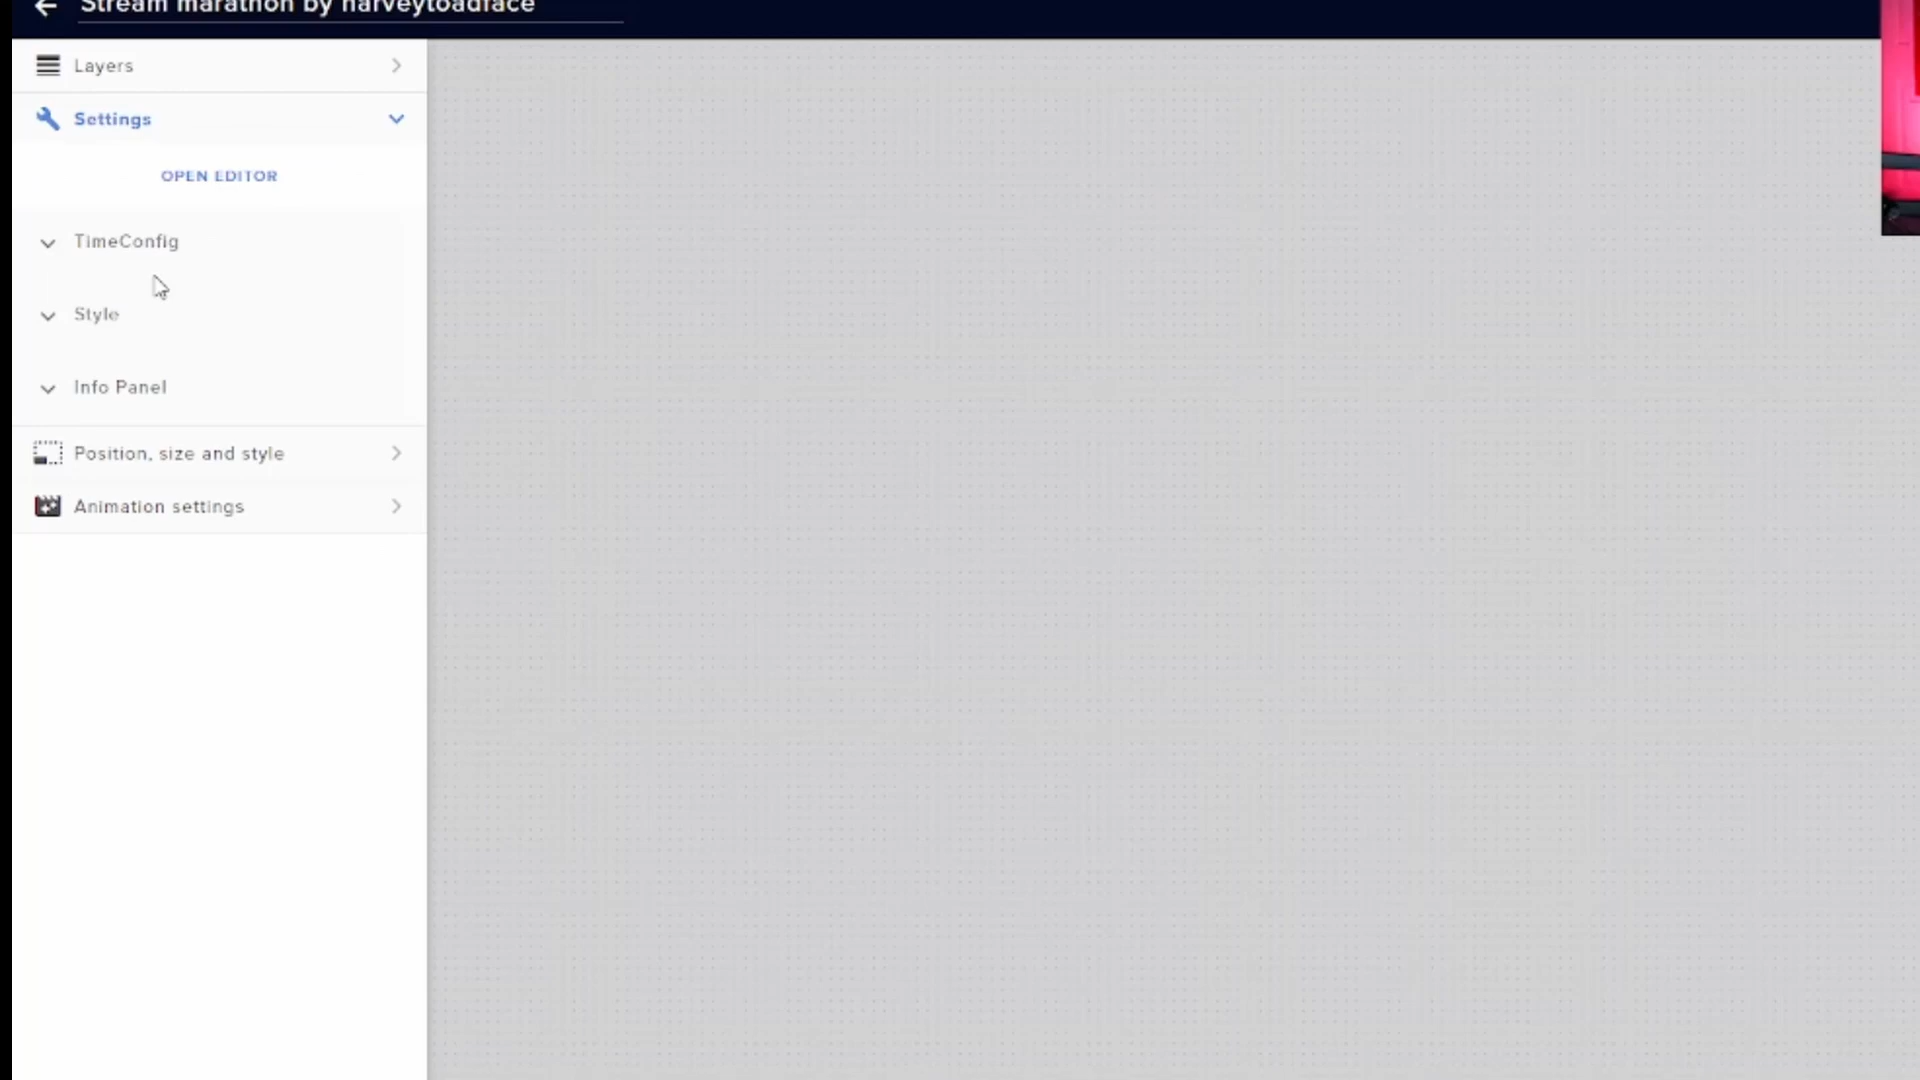 Stream marathon by harveytoadface
Layers
Settings
OPEN EDITOR
TimeConfig
Style
Info Panel
Position, size and style
Animation settings